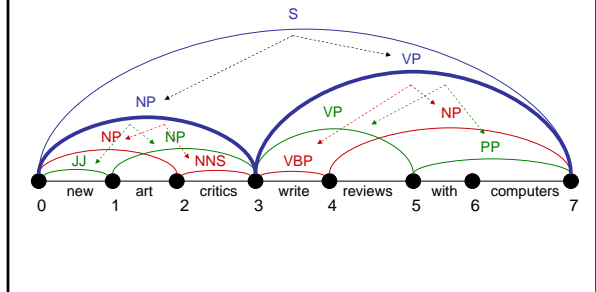 S
VP
NP
VP
NP
NP
NP
PP
JJ
NNS
VBP
new art critics write reviews with computers
0 1 2 3 4 5 6 7